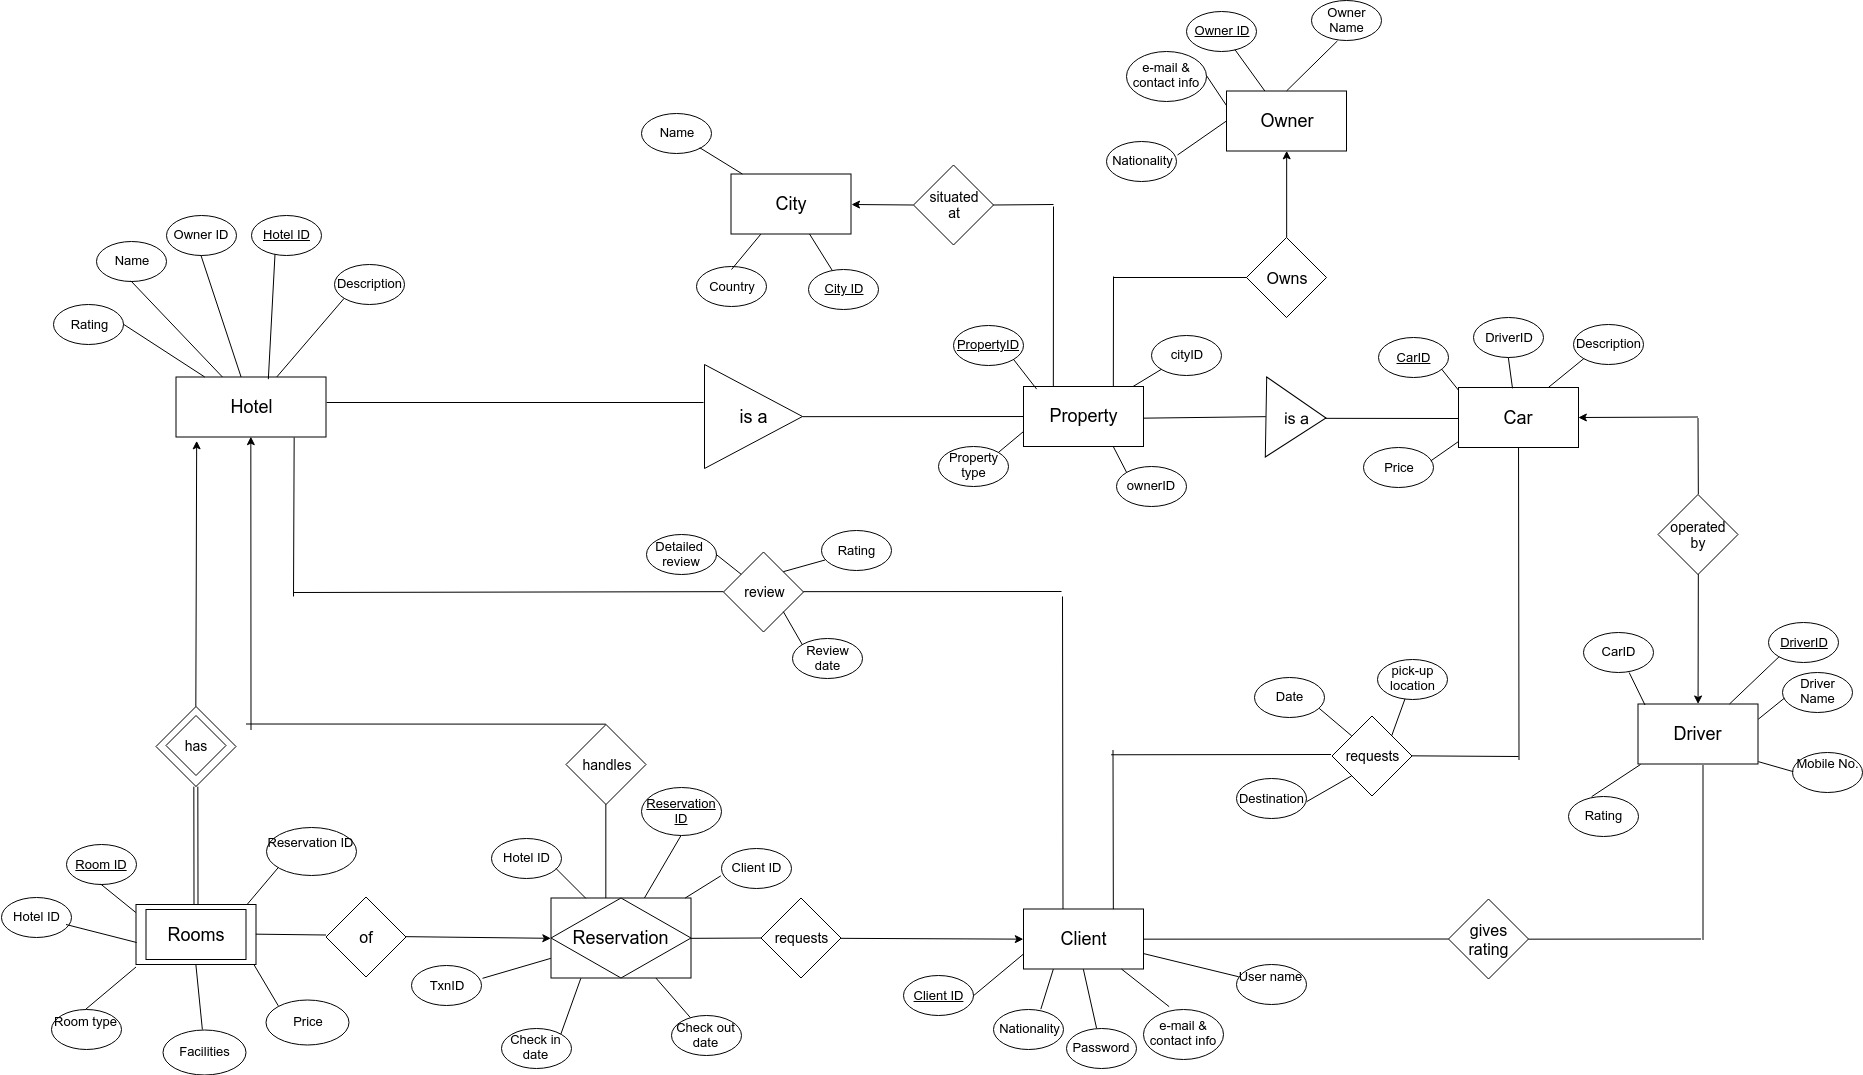 Owner
Name
Owner ID
e-mail &
contact info
Owner
Nationality
Name
City
situated
at
Country
City ID
Owns
Owner ID
Hotel ID
Name
Description
Rating
Hotel
is a
PropertyID
cityID
Property
Property
type
ownerID
is a
CarID
DriverID
Description
Car
Price
operated
by
Detailed
review
Rating
review
Review
date
CarID
DriverID
Driver
Name
Driver
Mobile No.
Rating
Date
pick-up
location
requests
Destination
has
handles
Reservation
ID
Hotel ID
Client ID
Reservation
TxnID
Check in
date
Check out
date
Room ID
Reservation ID
Hotel ID
Rooms
of
Room type
Facilities
Price
requests
Client
gives
rating
Client ID
Nationality
Password
e-mail &
contact info
User name